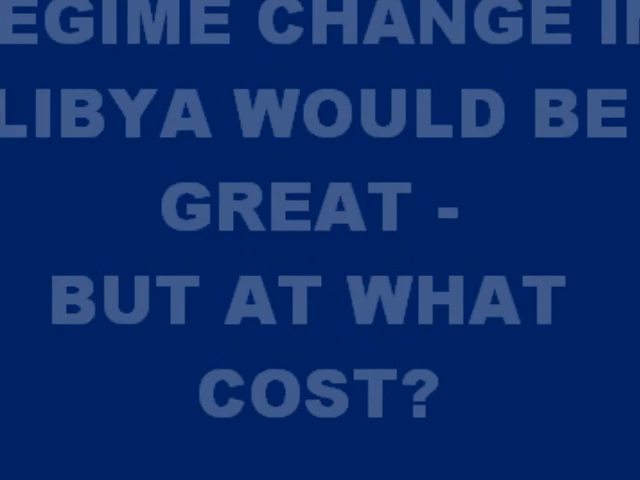 EGIME CHANGE I
LIBYA WOULD BE
GREAT -
BUT AT WHAT
COST?